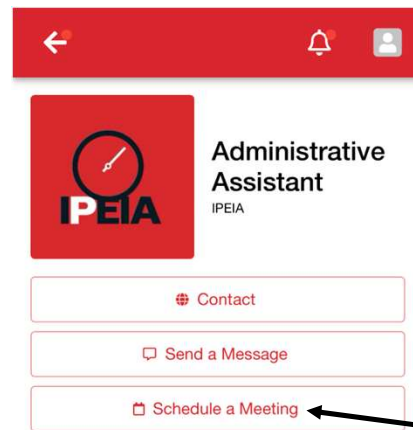 IPEIA
Administrative
Assistant
IPEIA
Contact
Send a Message
Schedule a Meeting